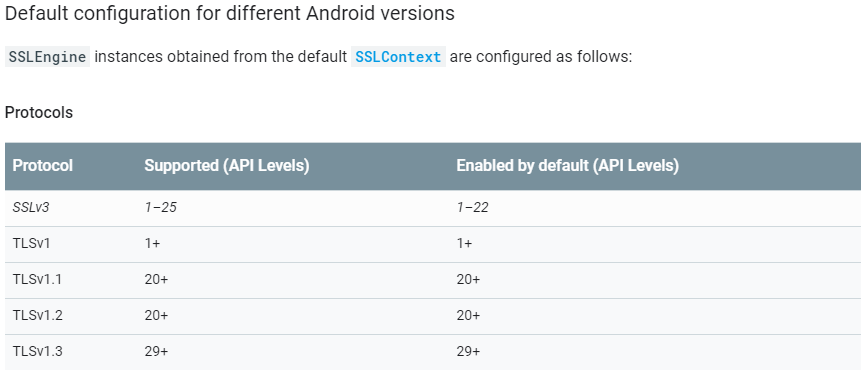 Default configuration for different Android versions
SSLEngine instances obtained from the default SSLContext are configured as follows:
Protocols
Protocol Supported (API Levels) Enabled by default (API Levels)
SSLv3 1–25 1–22
TLSv1 1+ 1+
TLSv1.1 20+ 20+
TLSv1.2 20+ 20+
TLSv1.3 29+ 29+